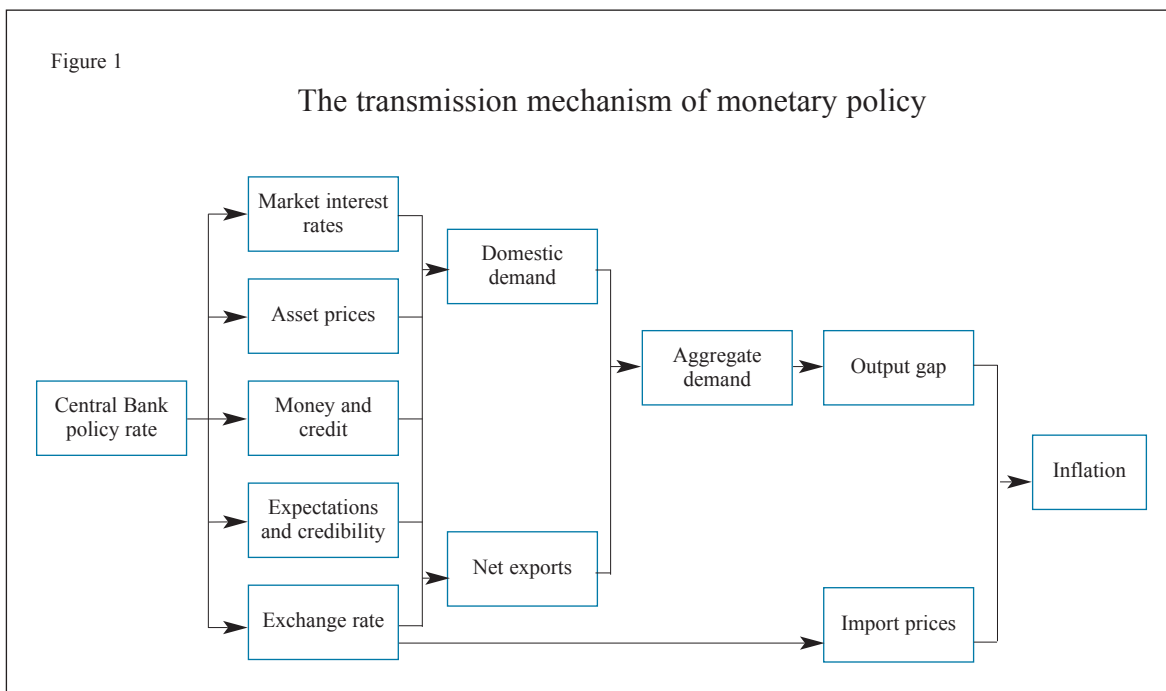 Figure 1
The transmission mechanism of monetary policy
Market interest
rates
Asset prices
Central Bank
policy rate
Money and
credit
Expectations
and credibility
Exchange rate
Domestic
demand
Net exports
Aggregate
demand
Output gap
Import prices
Inflation